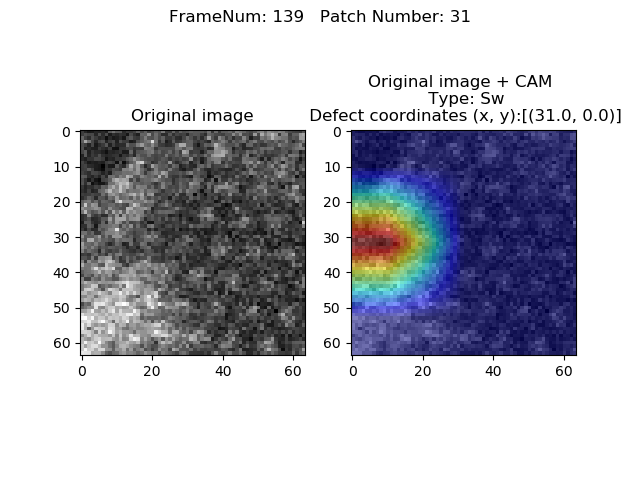 FrameNum: 139   Patch Number: 31
Original image
0
10
20
30
40
50
60
0 20 40 60
Original image + CAM
Type: Sw
Defect coordinates (x, y):[(31.0, 0.0)]
0
10
20
30
40
50
60
0 20 40 60